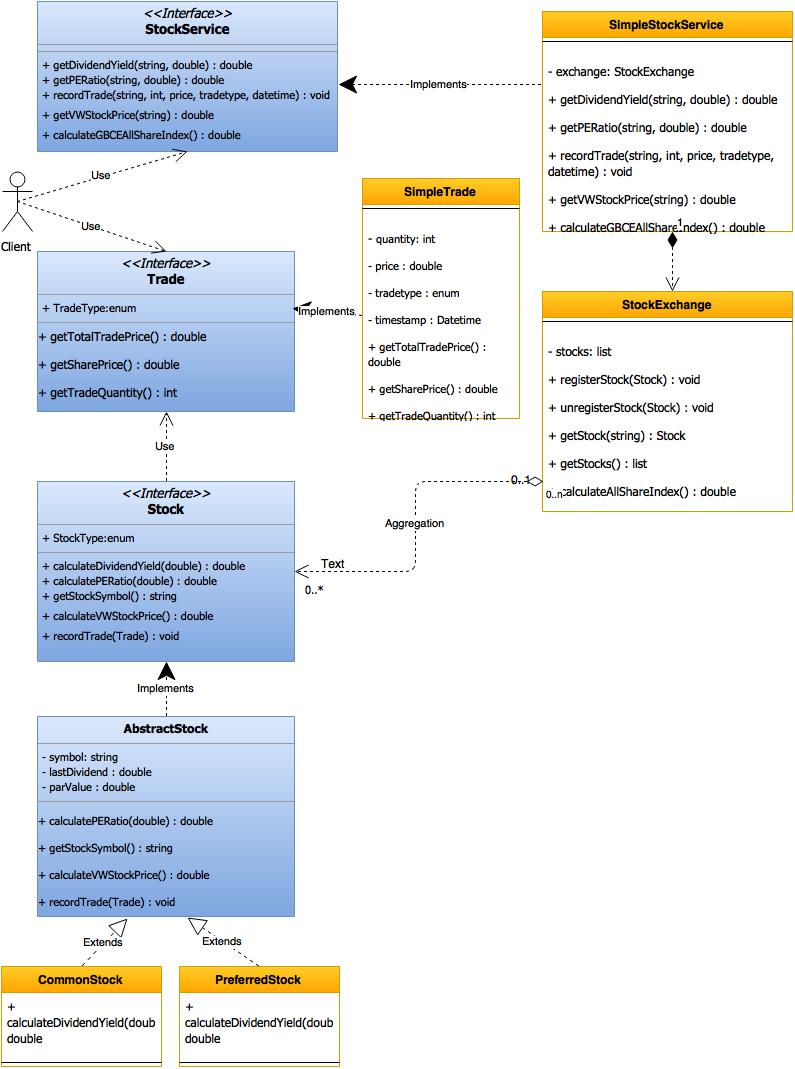 <<Interface>>
StockService
+ getDividendYield(string, double) : double
+ getPERatio(string, double) : double
+ recordTrade(string, int, price, tradetype, datetime) : void
+ getVWStockPrice(string) : double
+ calculateGBCEAllShareIndex() : double
Implements
SimpleStockService
- exchange: StockExchange
+ getDividendYield(string, double) : double
+ getPERatio(string, double) : double
+ recordTrade(string, int, price, tradetype,
datetime) : void
+ getVWStockPrice(string) : double
+ calculateGBCEAllShareIndex() : double
1
Use
Use
Client
SimpleTrade
- quantity: int
- price : double
- tradetype : enum
- timestamp : Datetime
+ getTotalTradePrice() :
double
+ getSharePrice() : double
+ getTradeQuantity() : int
Implements
<<Interface>>
Trade
+ TradeType:enum
+ getTotalTradePrice() : double
+ getSharePrice() : double
+ getTradeQuantity() : int
StockExchange
- stocks: list
+ registerStock(Stock) : void
+ unregisterStock(Stock) : void
+ getStock(string) : Stock
+ getStocks() : list
calculateAllShareIndex() : double
0..1
0..n
Aggregation
Text
0..*
Use
<<Interface>>
Stock
+ StockType:enum
+ calculateDividendYield(double) : double
+ calculatePERatio(double) : double
+ getStockSymbol() : string
+ calculateVWStockPrice() : double
+ recordTrade(Trade) : void
Implements
AbstractStock
- symbol: string
- lastDividend : double
- parValue : double
+ calculatePERatio(double) : double
+ getStockSymbol() : string
+ calculateVWStockPrice() : double
+ recordTrade(Trade) : void
Extends
Extends
CommonStock
+
calculateDividendYield(doub
double
PreferredStock
+
calculateDividendYield(doub
double